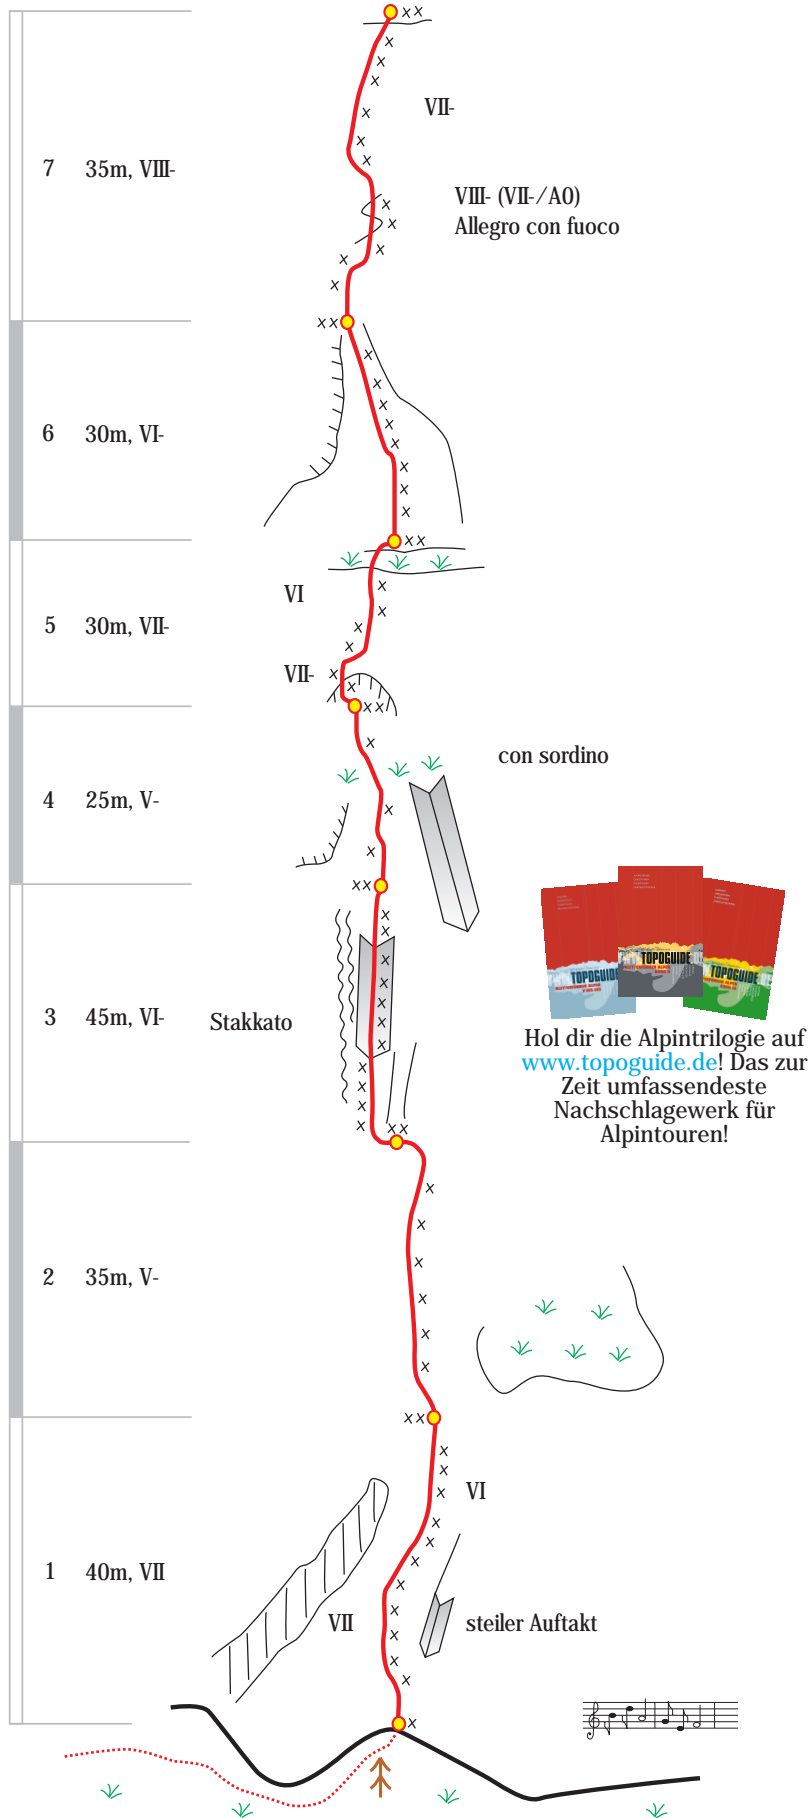 VII-
7 35m, VIII-
VIII- (VII-/A0)
Allegro con fuoco
6 30m, VI-
VI
5 30m, VII-
VII-
con sordino
4 25m, V-
TOPOGUIDE
TOPOGUIDE
TOPOGUIDE
3 45m, VI-
Stakkato
Hol dir die Alpintrilogie auf
www.topoguide.de! Das zur
Zeit umfassendeste
Nachschlagewerk für
Alpintouren!
2 35m, V-
VI
1 40m, VII
VII
steiler Auftakt